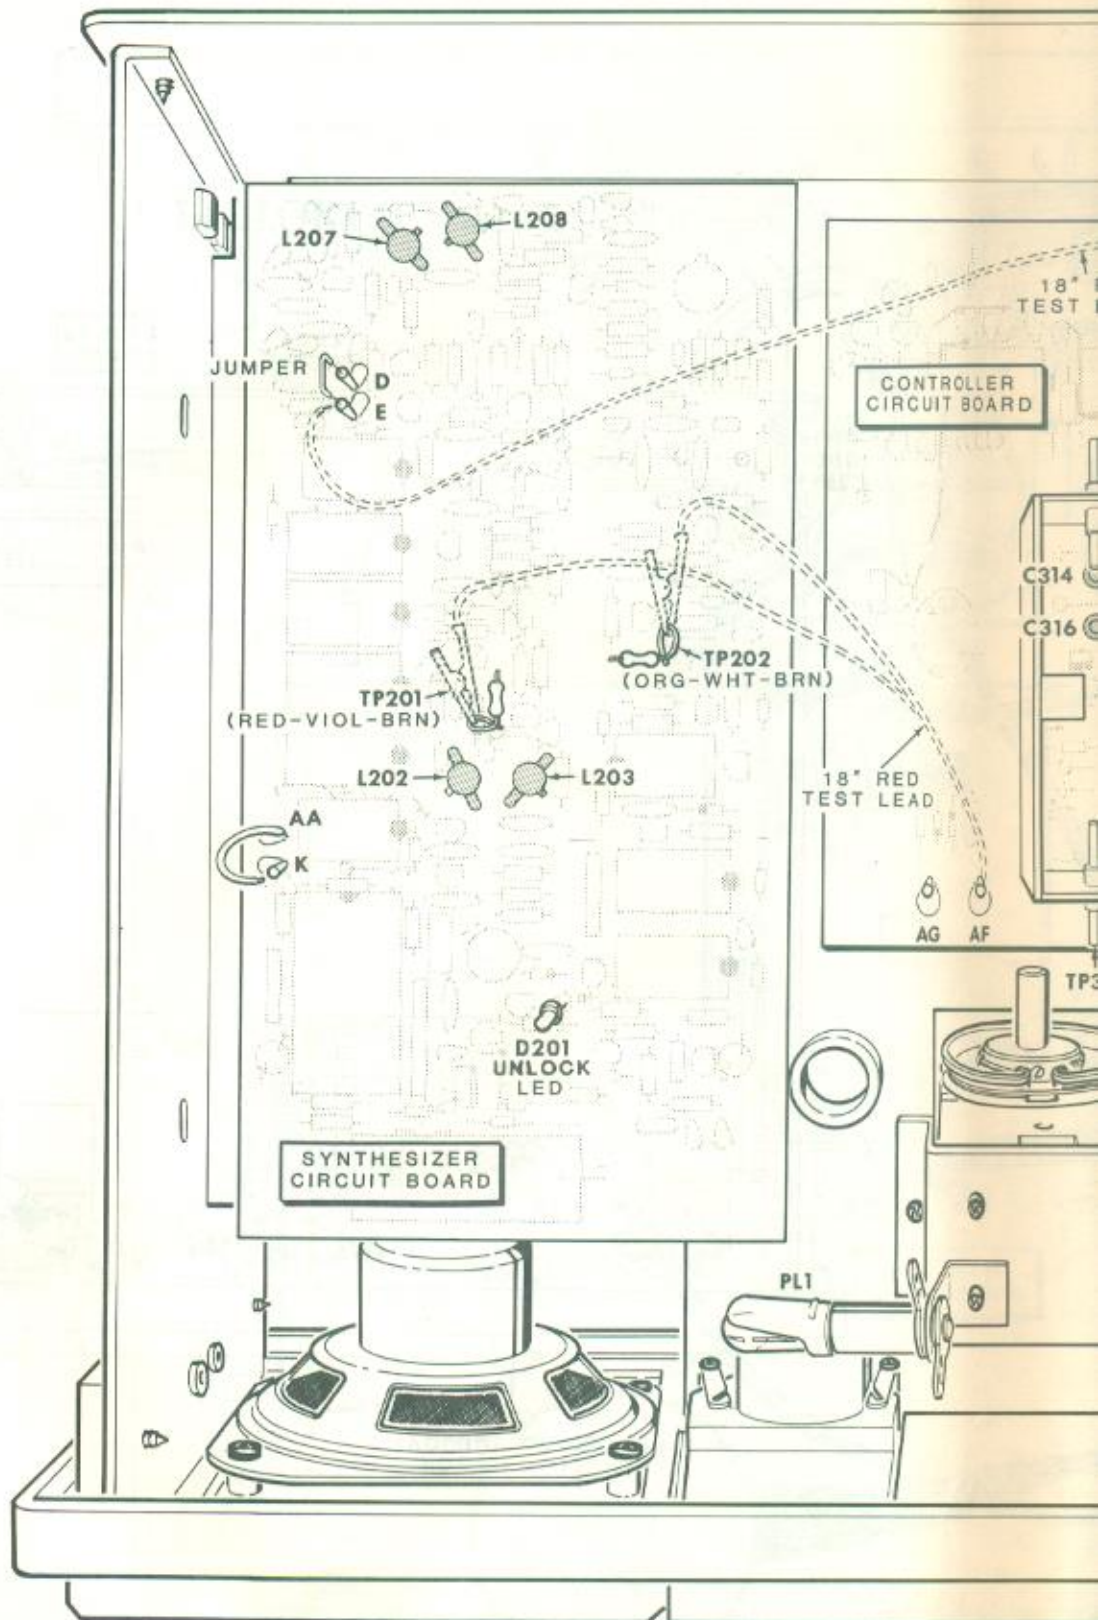 L207
L208
18" R
TEST L
JUMPER
D
E
CONTROLLER
CIRCUIT BOARD
C314
C316
TP202
(ORG-WHT-BRN)
TP201
(RED-VIOL-BRN)
L202
L203
18" RED
TEST LEAD
AA
K
AG
AF
TP3
D201
UNLOCK
LED
SYNTHESIZER
CIRCUIT BOARD
PL1